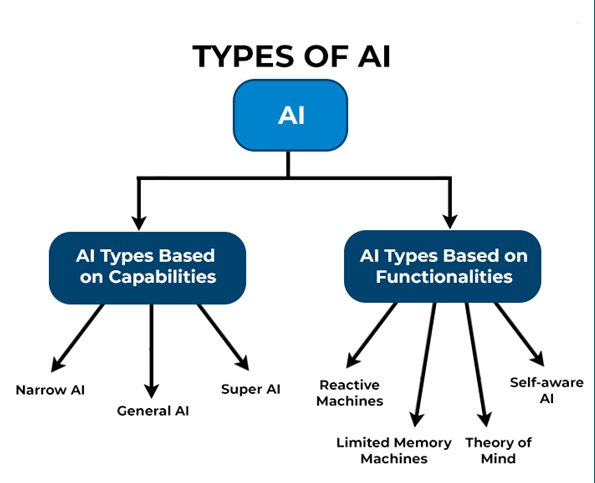 TYPES OF AI
AI
AI Types Based
on Capabilities
AI Types Based on
Functionalities
Narrow AI
General AI
Super AI
Reactive
Machines
Limited Memory
Machines
Theory of
Mind
Self-aware
AI